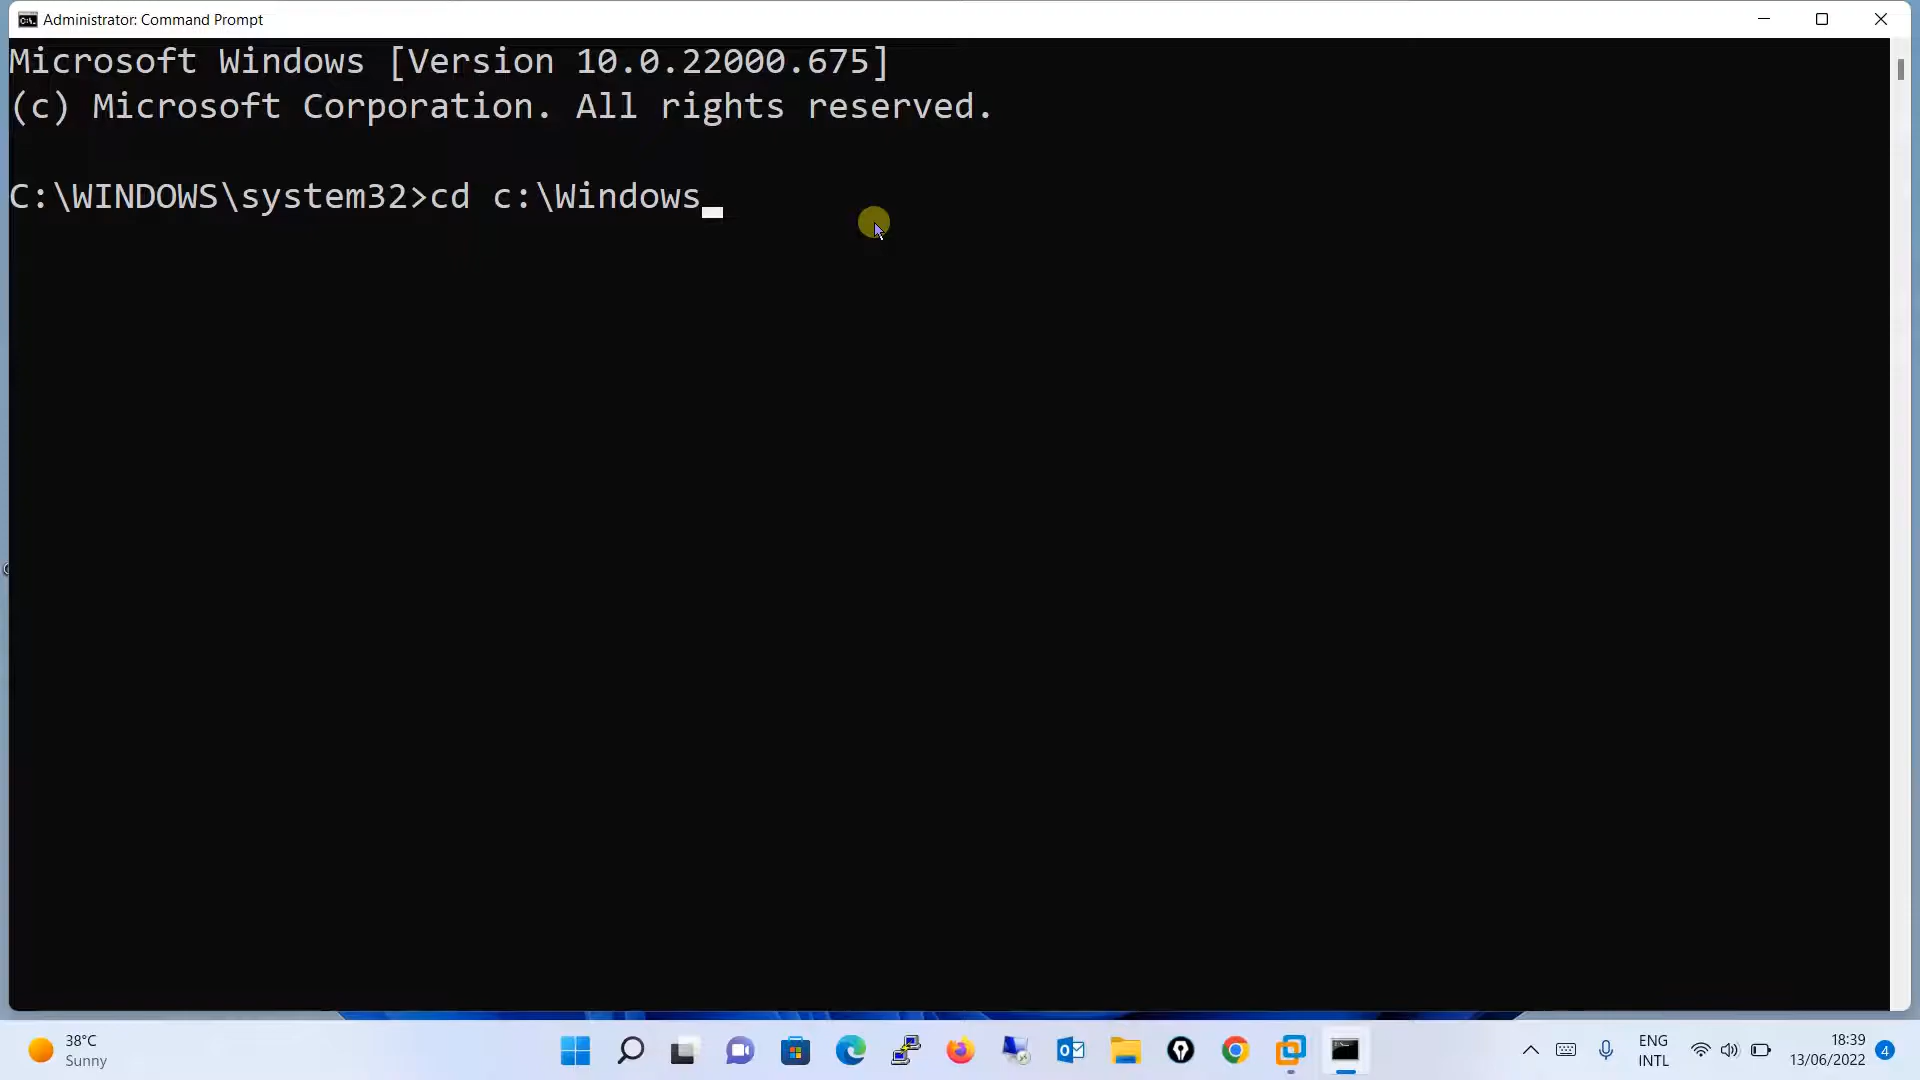 Administrator: Command Prompt
Microsoft Windows [Version 10.0.22000.675]
(c) Microsoft Corporation. All rights reserved.
C:\WINDOWS\system32>cd c:\Windows
38°C
Sunny
ENG
INTL
18:39
13/06/2022
4